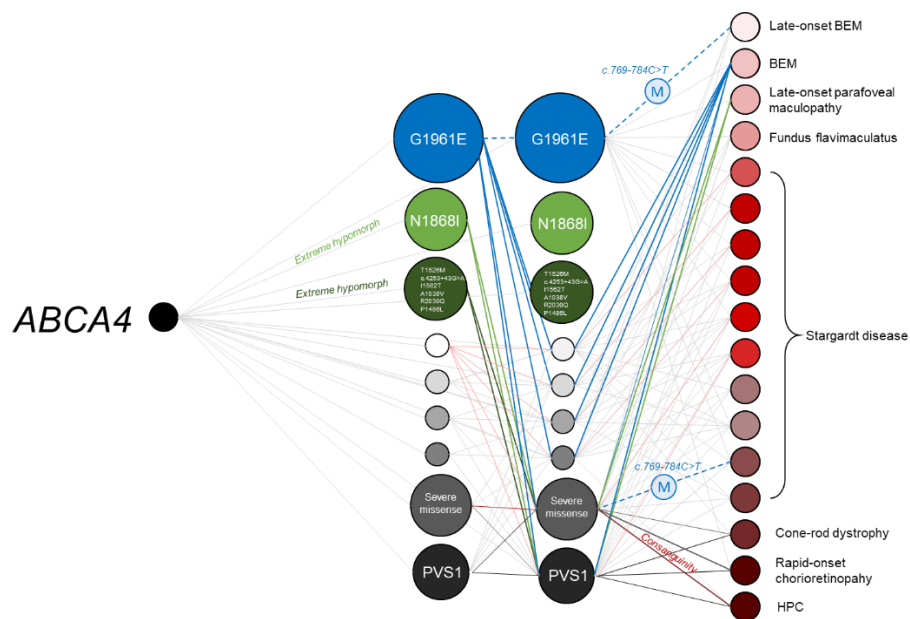 Late-onset BEM
c.769-784C>T
M
BEM
Late-onset parafoveal
maculopathy
G1961E
G1961E
Fundus flavimaculatus
N1868I
N1868I
Extreme hypomorph
T1526M
c.4253+43G>A
I1562T
A1038V
R2030Q
P1486L
T1526M
c.4253+43G>A
I1562T
A1038V
R2030Q
P1486L
Extreme hypomorph
ABCA4
Stargardt disease
c.769-784C>T
M
Severe
missense
Severe
missense
Consanguinity
Cone-rod dystrophy
PVS1
PVS1
Rapid-onset
chorioretinopahy
HPC